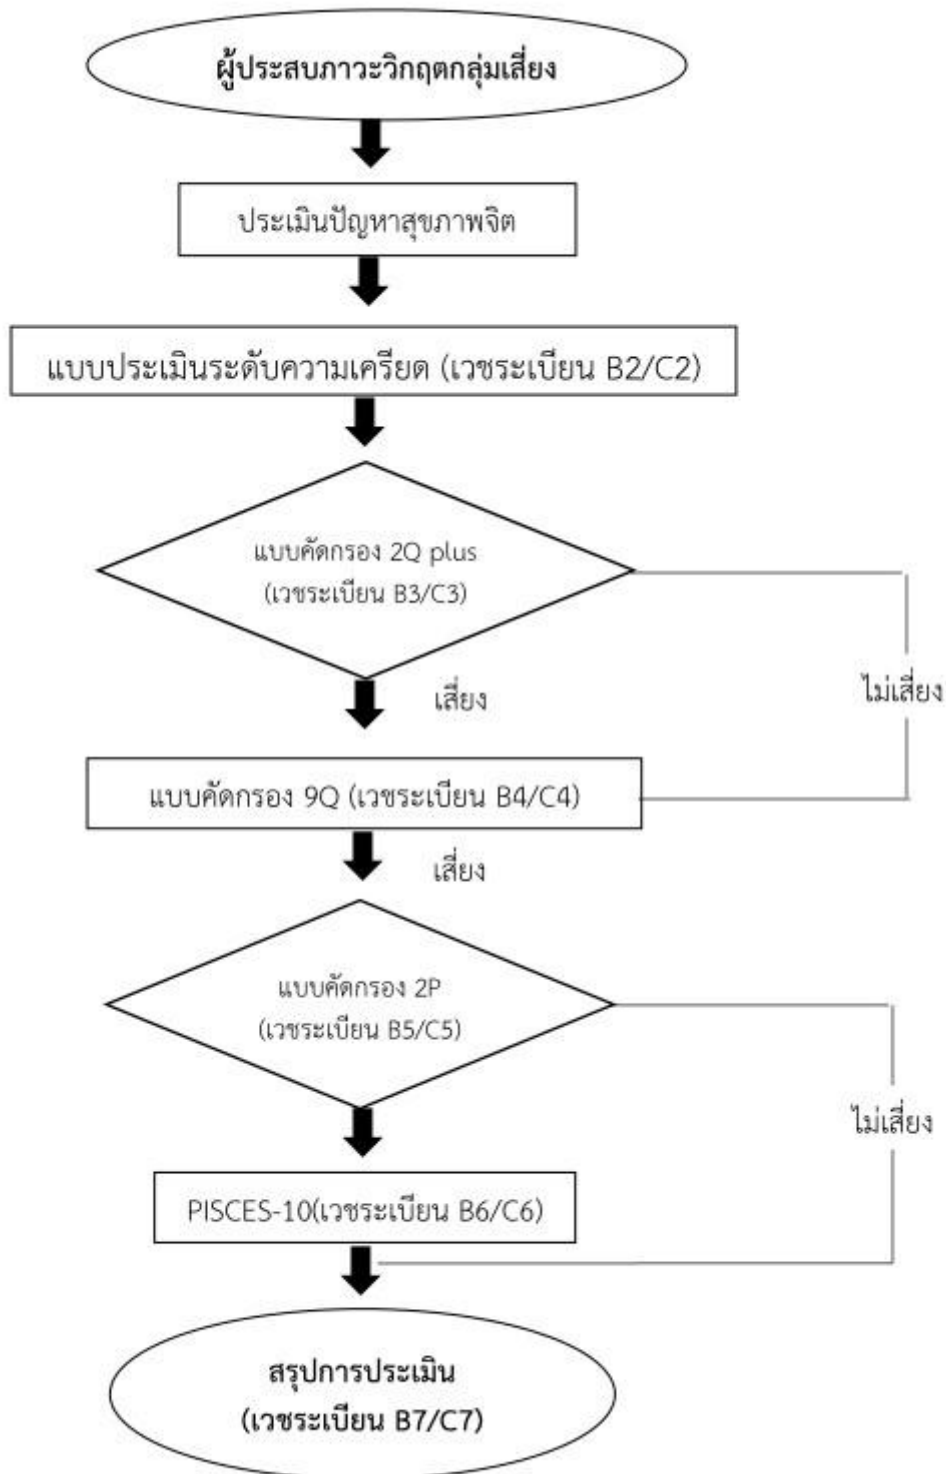 ผู้ประสบภาวะวิกฤตกลุ่มเสี่ยง
ประเมินปัญหาสุขภาพจิต
แบบประเมินระดับความเครียด (เวชระเบียน B2/C2)
แบบคัดกรอง 2Q plus
(เวชระเบียน B3/C3)
เสี่ยง
ไม่เสี่ยง
แบบคัดกรอง 9Q (เวชระเบียน B4/C4)
เสี่ยง
แบบคัดกรอง 2P
(เวชระเบียน B5/C5)
ไม่เสี่ยง
PISCES-10(เวชระเบียน B6/C6)
สรุปการประเมิน
(เวชระเบียน B7/C7)